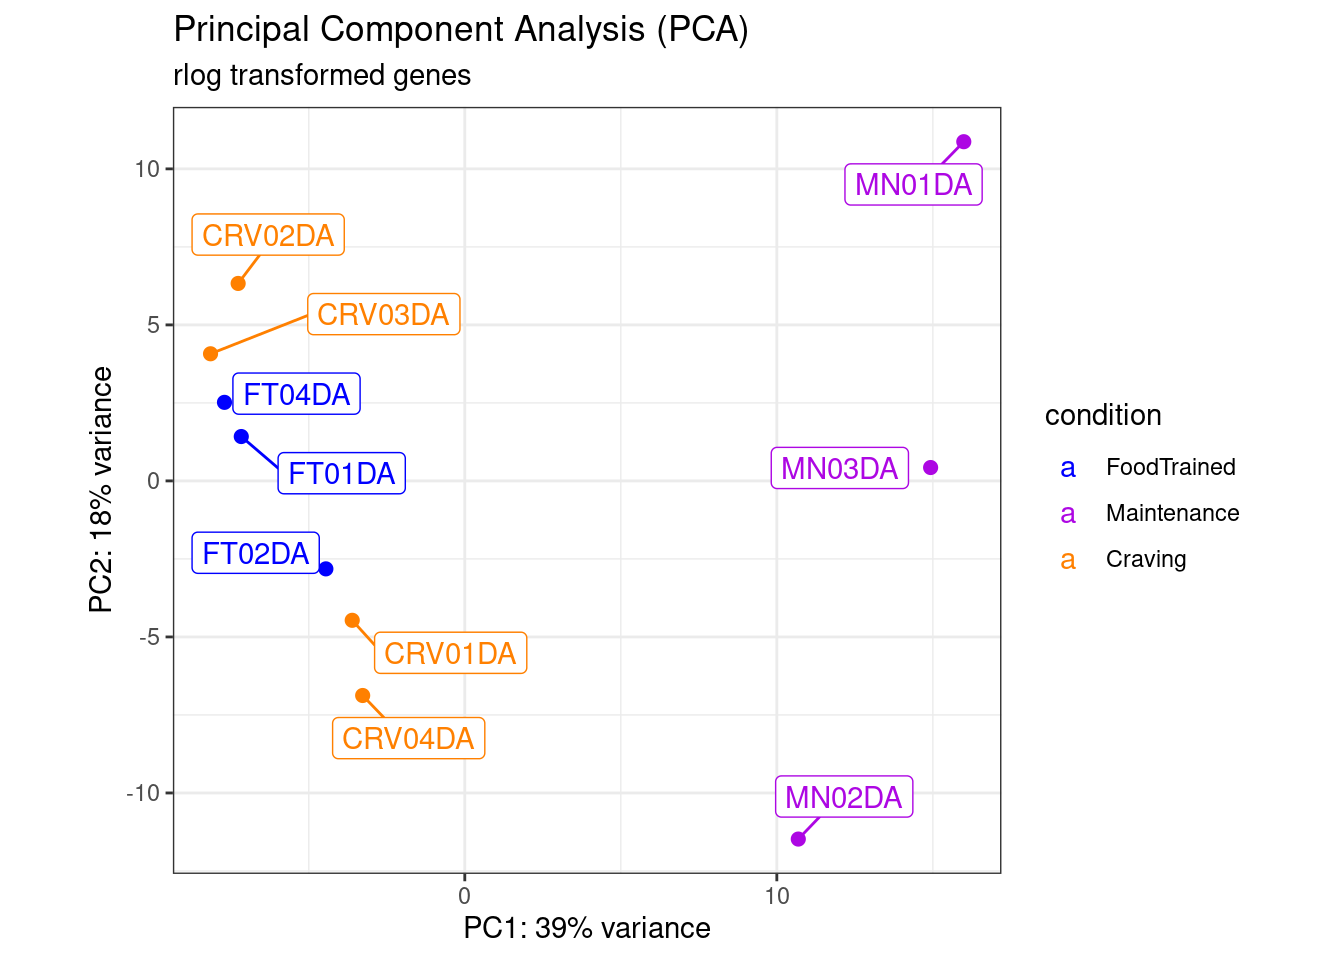 Principal Component Analysis (PCA)
rlog transformed genes
10
5
0
-5
-10
PC2: 18% variance
MN01DA
CRV02DA
CRV03DA
FT04DA
FT01DA
MN03DA
FT02DA
CRV01DA
CRV04DA
MN02DA
0
10
PC1: 39% variance
condition
a FoodTrained
a Maintenance
a Craving